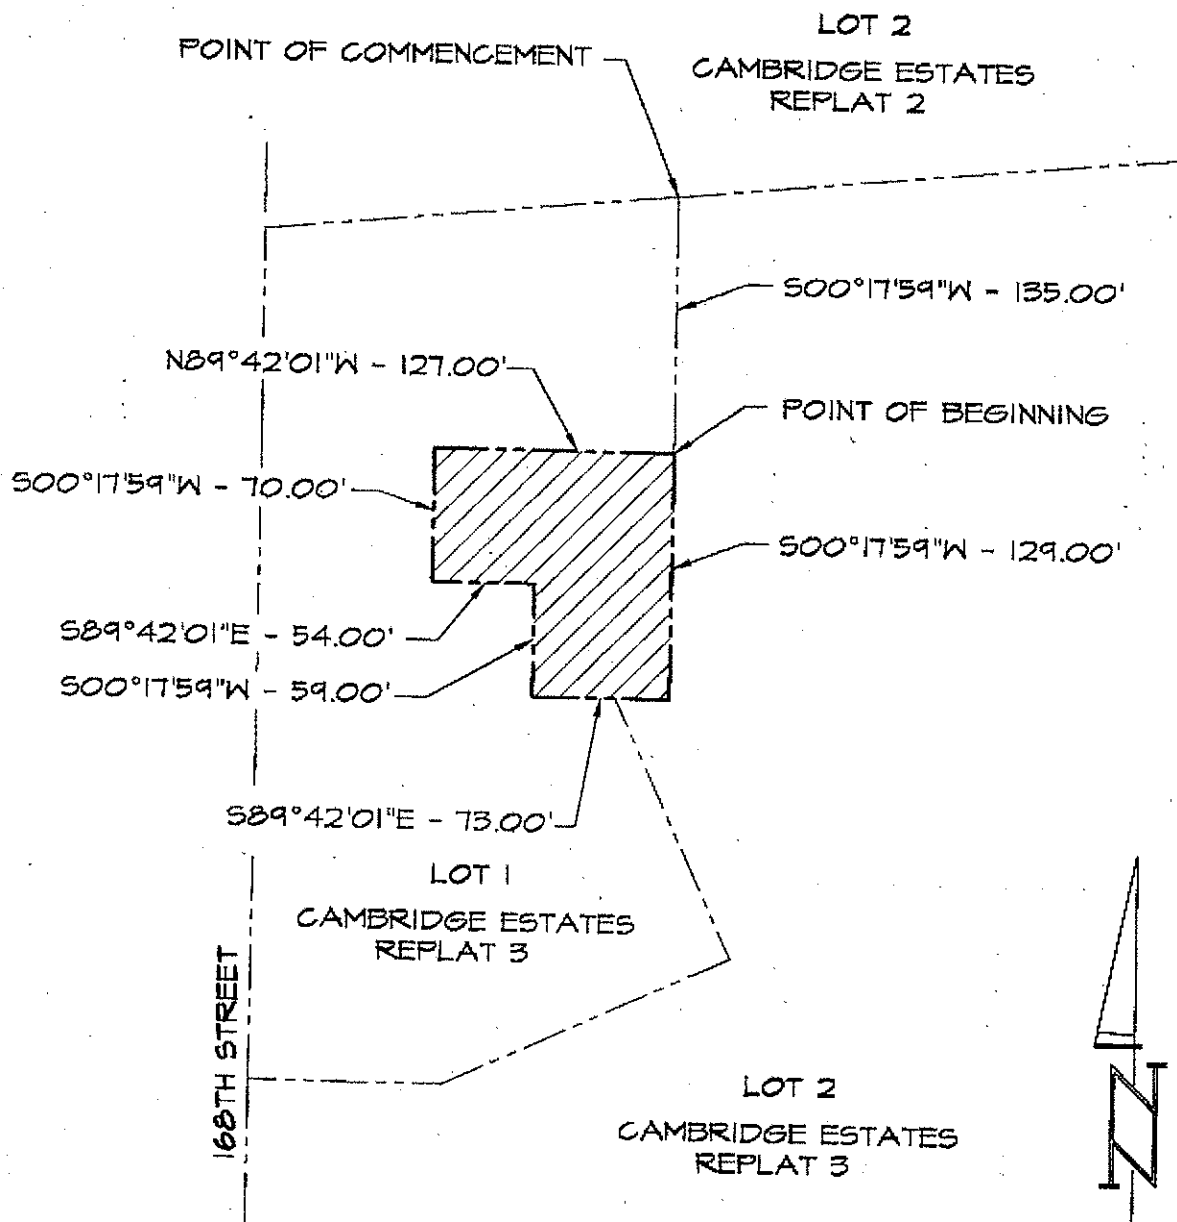 LOT 2
POINT OF COMMENCEMENT
CAMBRIDGE ESTATES
REPLAT 2
S00°17'59"W - 135.00'
N89°42'01"W - 127.00'
POINT OF BEGINNING
S00°17'59"W - 70.00'
S00°17'59"W - 129.00'
S89°42'01"E - 54.00'
S00°17'59"W - 59.00'
S89°42'01"E - 73.00'
LOT 1
CAMBRIDGE ESTATES
REPLAT 3
168TH STREET
LOT 2
CAMBRIDGE ESTATES
REPLAT 3
N